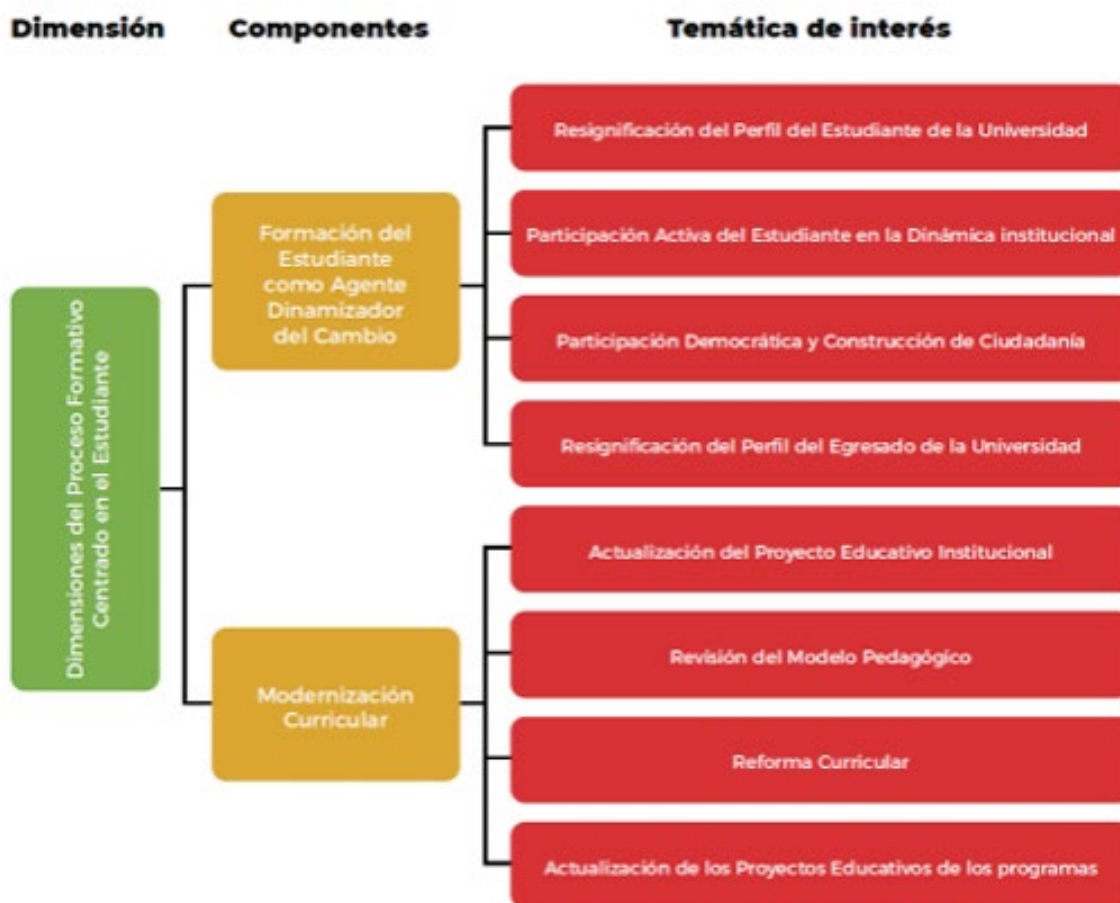 Dimensión Componentes Temática de interés
Dimensiones del Proceso Formativo
Centrado en el Estudiante
Formación del
Estudiante
como Agente
Dinamizador
del Cambio
Resignificación del Perfil del Estudiante de la Universidad
Participación Activa del Estudiante en la Dinámica institucional
Participación Democrática y Construcción de Ciudadanía
Resignificación del Perfil del Egresado de la Universidad
Modernización
Curricular
Actualización del Proyecto Educativo Institucional
Revisión del Modelo Pedagógico
Reforma Curricular
Actualización de los Proyectos Educativos de los programas